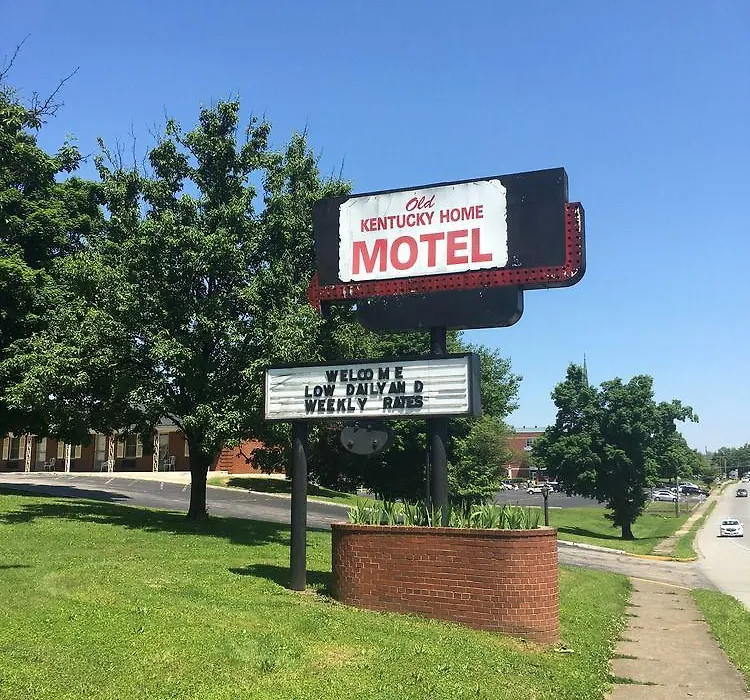 Old
KENTUCKY HOME
MOTEL
WELCOME
LOW DAILY AND
WEEKLY RATES